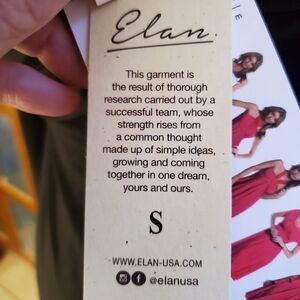 Elan.
This garment is
the result of thorough
research carried out by a
successful team, whose
strength rises from
a common thought
made up of simple ideas,
growing and coming
together in one dream,
yours and ours.
S
WWW.ELAN-USA.COM
@elanusa